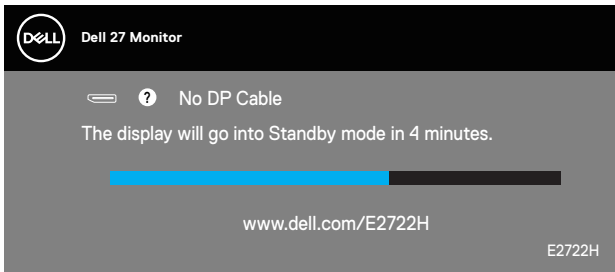 DELL
Dell 27 Monitor
? No DP Cable
The display will go into Standby mode in 4 minutes.
www.dell.com/E2722H
E2722H